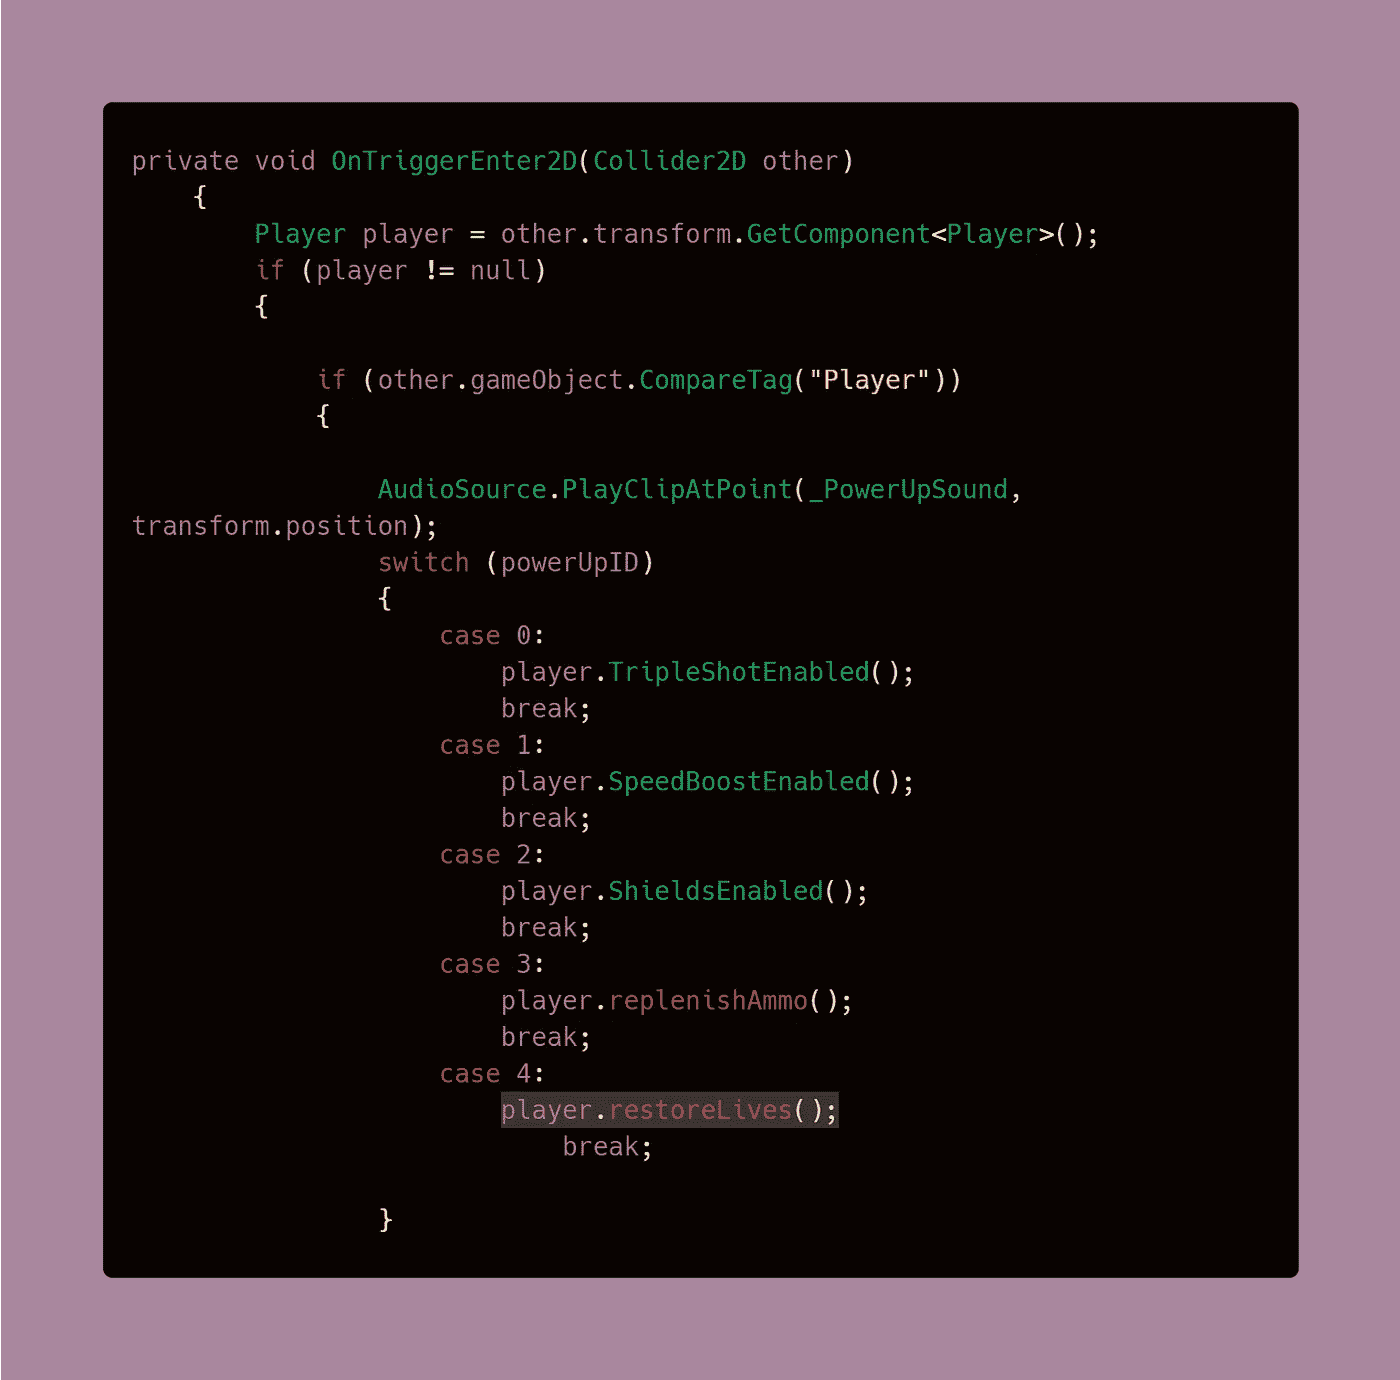 private void OnTriggerEnter2D(Collider2D other)
    {
        Player player = other.transform.GetComponent<Player>();
        if (player != null)
        {

            if (other.gameObject.CompareTag("Player"))
            {

                AudioSource.PlayClipAtPoint(_PowerUpSound,
transform.position);
                switch (powerUpID)
                {
                    case 0:
                        player.TripleShotEnabled();
                        break;
                    case 1:
                        player.SpeedBoostEnabled();
                        break;
                    case 2:
                        player.ShieldsEnabled();
                        break;
                    case 3:
                        player.replenishAmmo();
                        break;
                    case 4:
                        player.restoreLives();
                            break;

                }